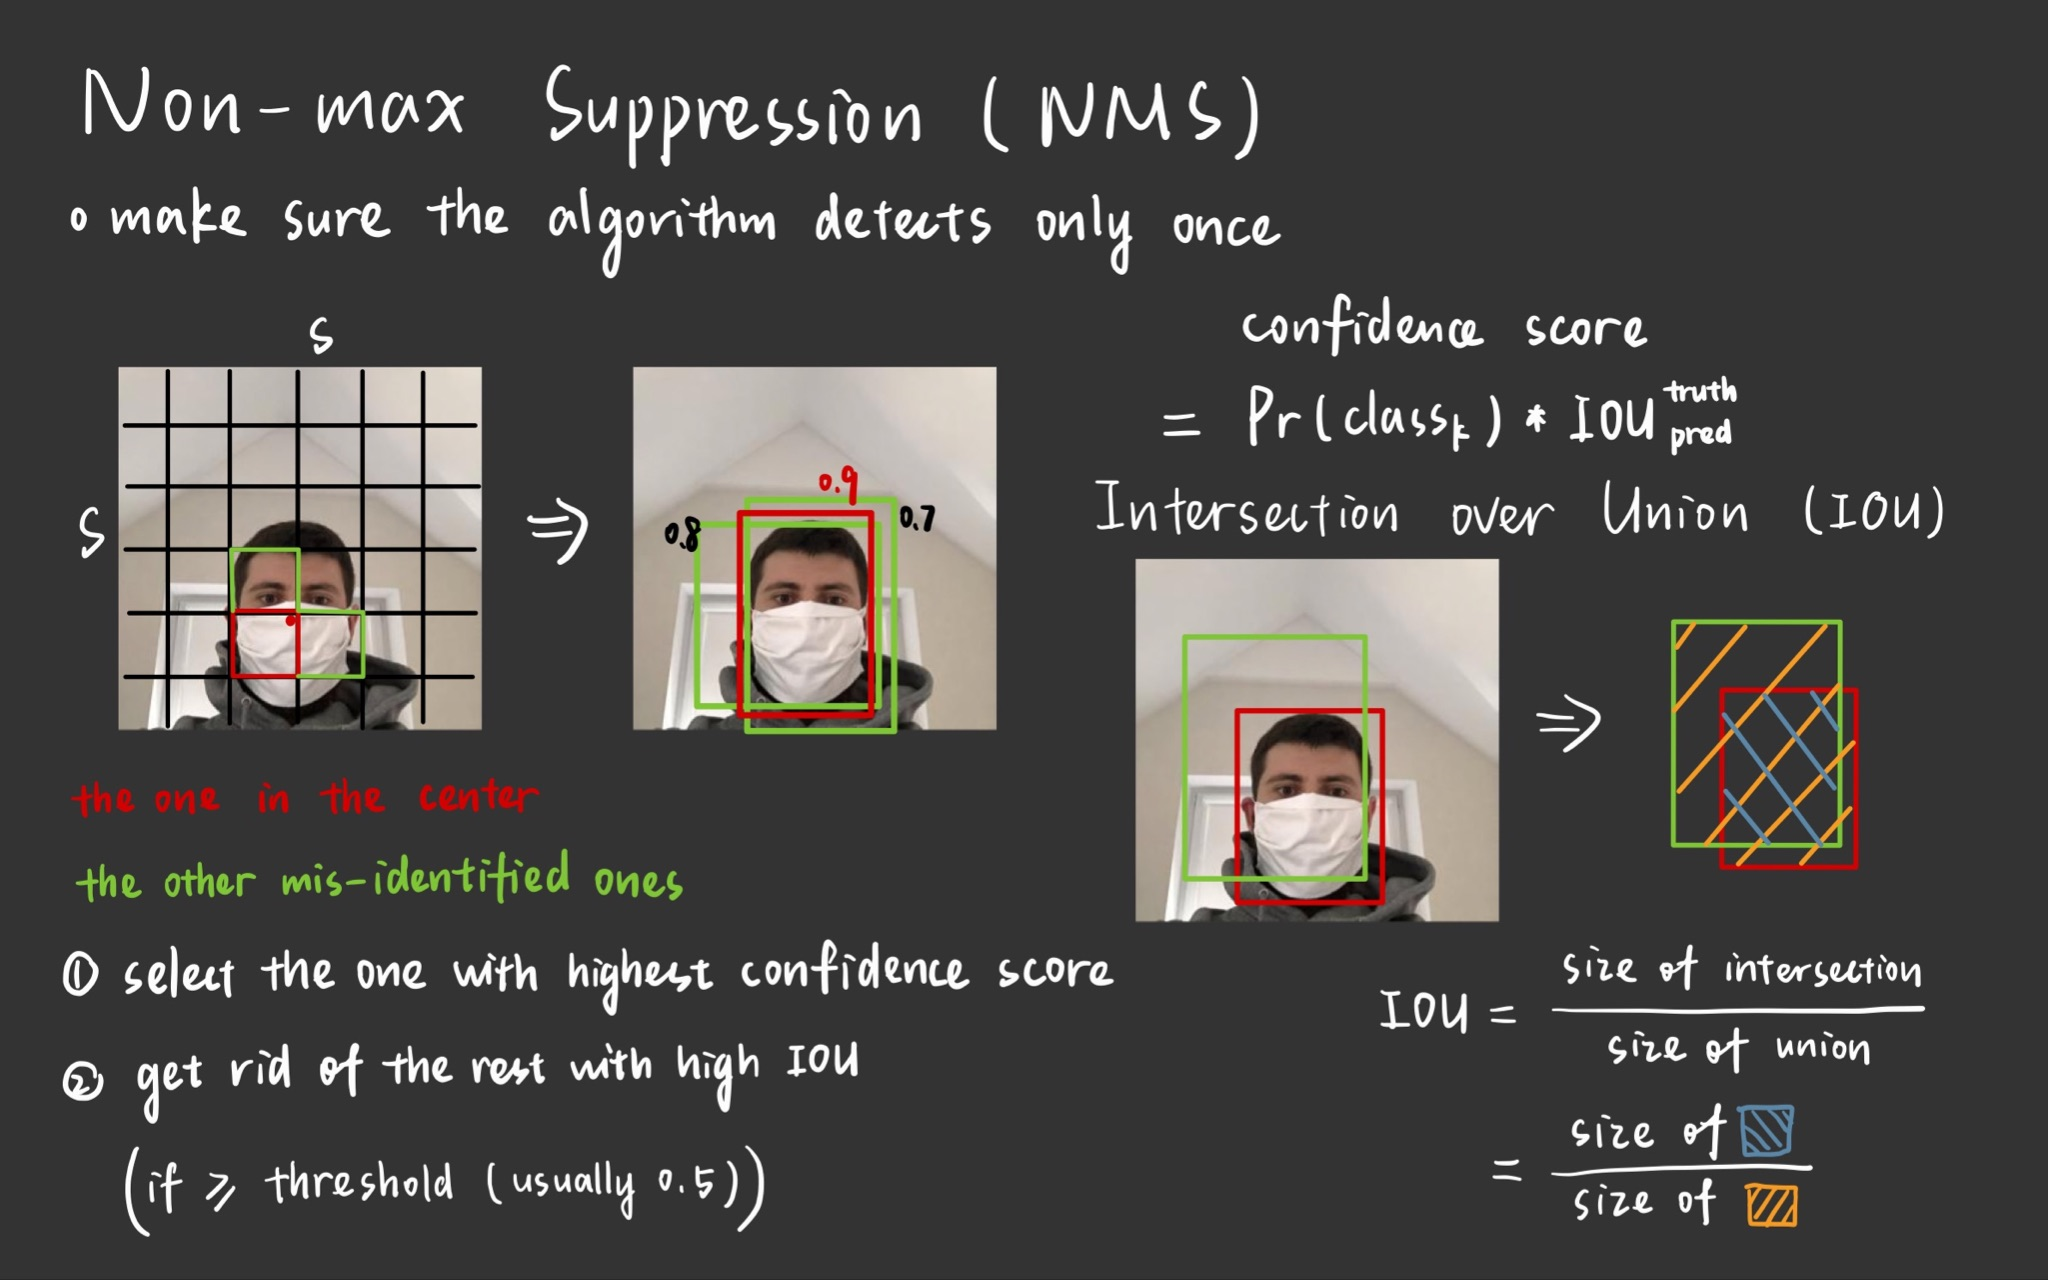 Non-max Suppression (NMS)
o make sure the algorithm detects only once
S
S
0.9
0.8
0.7
the one in the center
the other mis-identified ones
① select the one with highest confidence score
② get rid of the rest with high IOU
(if ⩾ threshold (usually 0.5))
confidence score
= Pr(class_k) * IOU^truth_pred
Intersection over Union (IOU)
IOU = size of intersection
size of union
= size of
size of